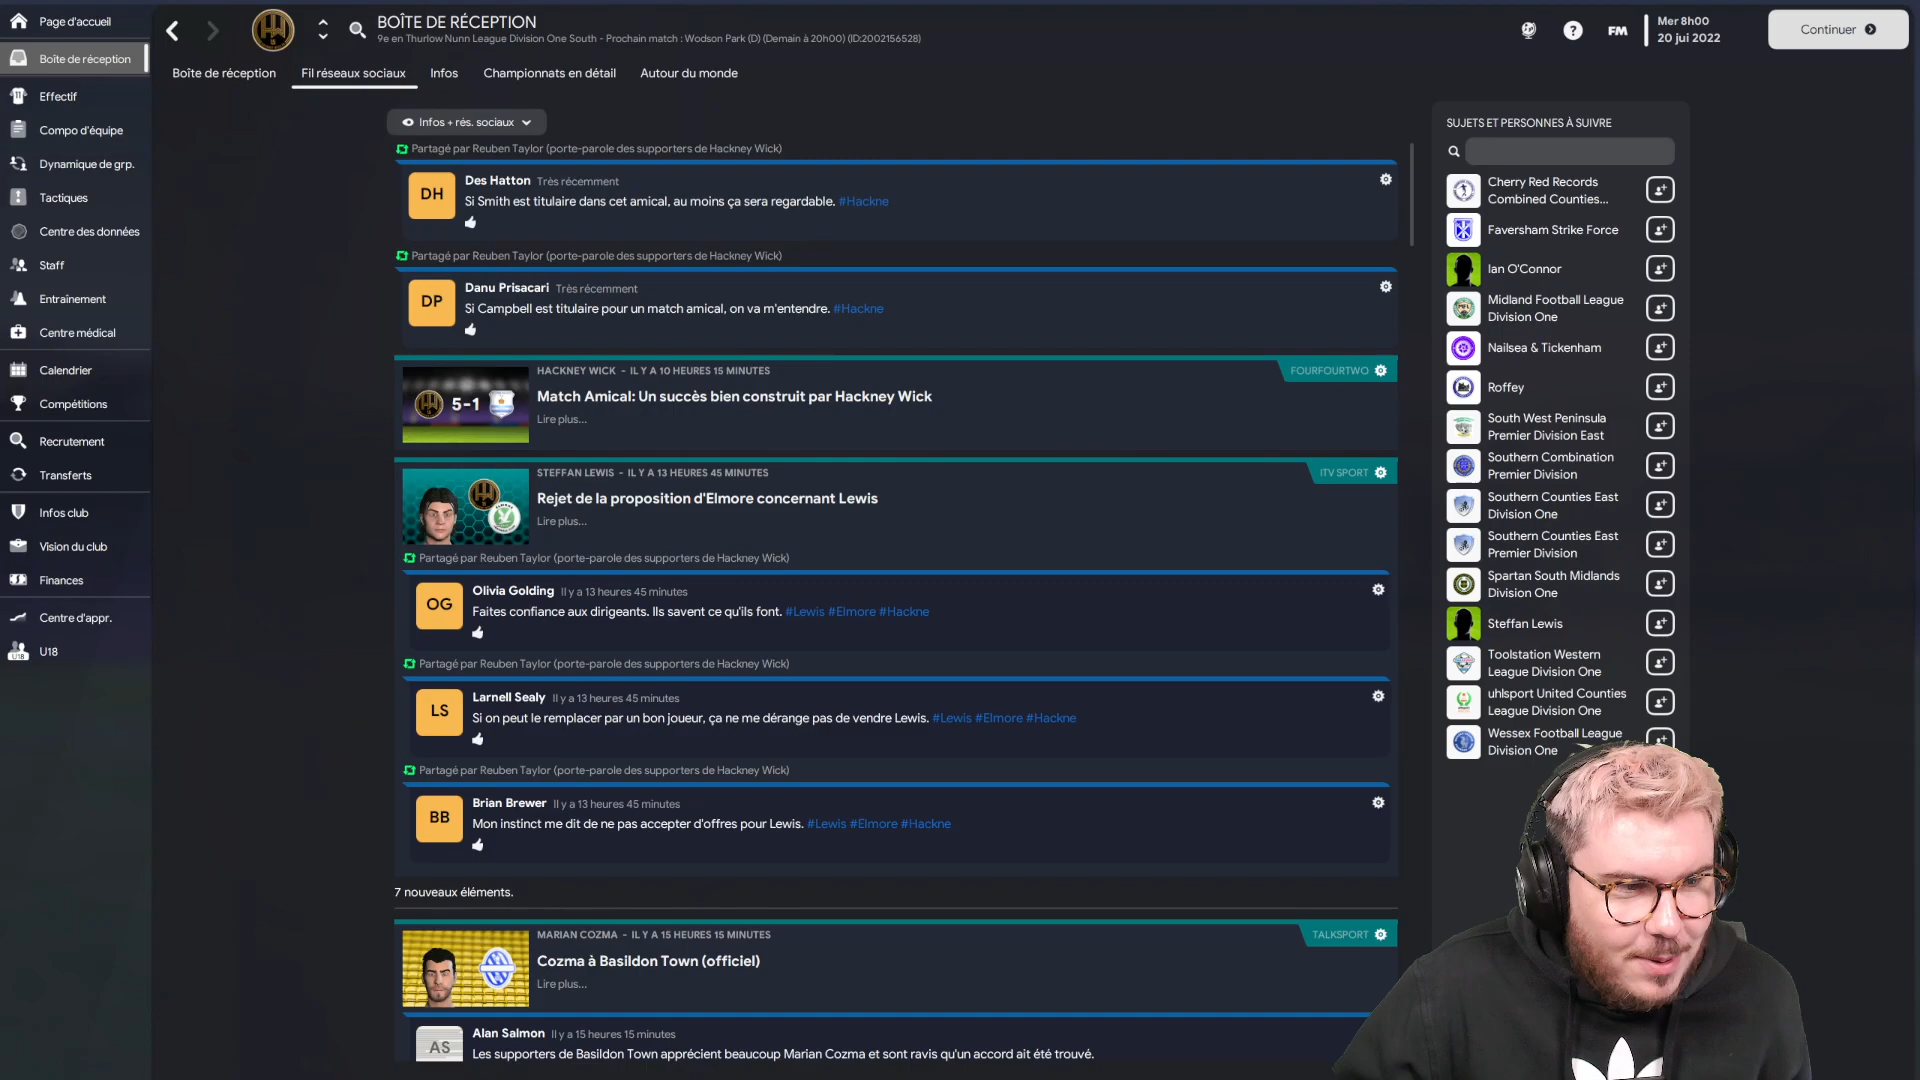 Page d'accueil
Boîte de réception
Effectif
Compo d'équipe
Dynamique de grp.
Tactiques
Centre des données
Staff
Entraînement
Centre médical
Calendrier
Compétitions
Recrutement
Transferts
Infos club
Vision du club
Finances
Centre d'appr.
U18
BOÎTE DE RÉCEPTION
9e en Thurlow Nunn League Division One South - Prochain match : Wodson Park (D) (Demain à 20h00) (ID:2002156528)
FM
Mer 8h00
20 jui 2022
Continuer
Boîte de réception
Fil réseaux sociaux
Infos
Championnats en détail
Autour du monde
Infos + rés. sociaux
Partagé par Reuben Taylor (porte-parole des supporters de Hackney Wick)
DH
Des Hatton Très récemment
Si Smith est titulaire dans cet amical, au moins ça sera regardable. #Hackne
Partagé par Reuben Taylor (porte-parole des supporters de Hackney Wick)
DP
Danu Prisacari Très récemment
Si Campbell est titulaire pour un match amical, on va m'entendre. #Hackne
HACKNEY WICK - IL Y A 10 HEURES 15 MINUTES
FOURFOURTWO
5-1
Match Amical: Un succès bien construit par Hackney Wick
Lire plus...
STEFFAN LEWIS - IL Y A 13 HEURES 45 MINUTES
ITV SPORT
Rejet de la proposition d'Elmore concernant Lewis
Lire plus...
Partagé par Reuben Taylor (porte-parole des supporters de Hackney Wick)
OG
Olivia Golding Il y a 13 heures 45 minutes
Faites confiance aux dirigeants. Ils savent ce qu'ils font. #Lewis #Elmore #Hackne
Partagé par Reuben Taylor (porte-parole des supporters de Hackney Wick)
LS
Larnell Sealy Il y a 13 heures 45 minutes
Si on peut le remplacer par un bon joueur, ça ne me dérange pas de vendre Lewis. #Lewis #Elmore #Hackne
Partagé par Reuben Taylor (porte-parole des supporters de Hackney Wick)
BB
Brian Brewer Il y a 13 heures 45 minutes
Mon instinct me dit de ne pas accepter d'offres pour Lewis. #Lewis #Elmore #Hackne
7 nouveaux éléments.
MARIAN COZMA - IL Y A 15 HEURES 15 MINUTES
TALKSPORT
Cozma à Basildon Town (officiel)
Lire plus...
AS
Alan Salmon Il y a 15 heures 15 minutes
Les supporters de Basildon Town apprécient beaucoup Marian Cozma et sont ravis qu'un accord ait été trouvé.
SUJETS ET PERSONNES À SUIVRE
Cherry Red Records
Combined Counties...
Faversham Strike Force
Ian O'Connor
Midland Football League
Division One
Nailsea & Tickenham
Roffey
South West Peninsula
Premier Division East
Southern Combination
Premier Division
Southern Counties East
Division One
Southern Counties East
Premier Division
Spartan South Midlands
Division One
Steffan Lewis
Toolstation Western
League Division One
uhlsport United Counties
League Division One
Wessex Football League
Division One